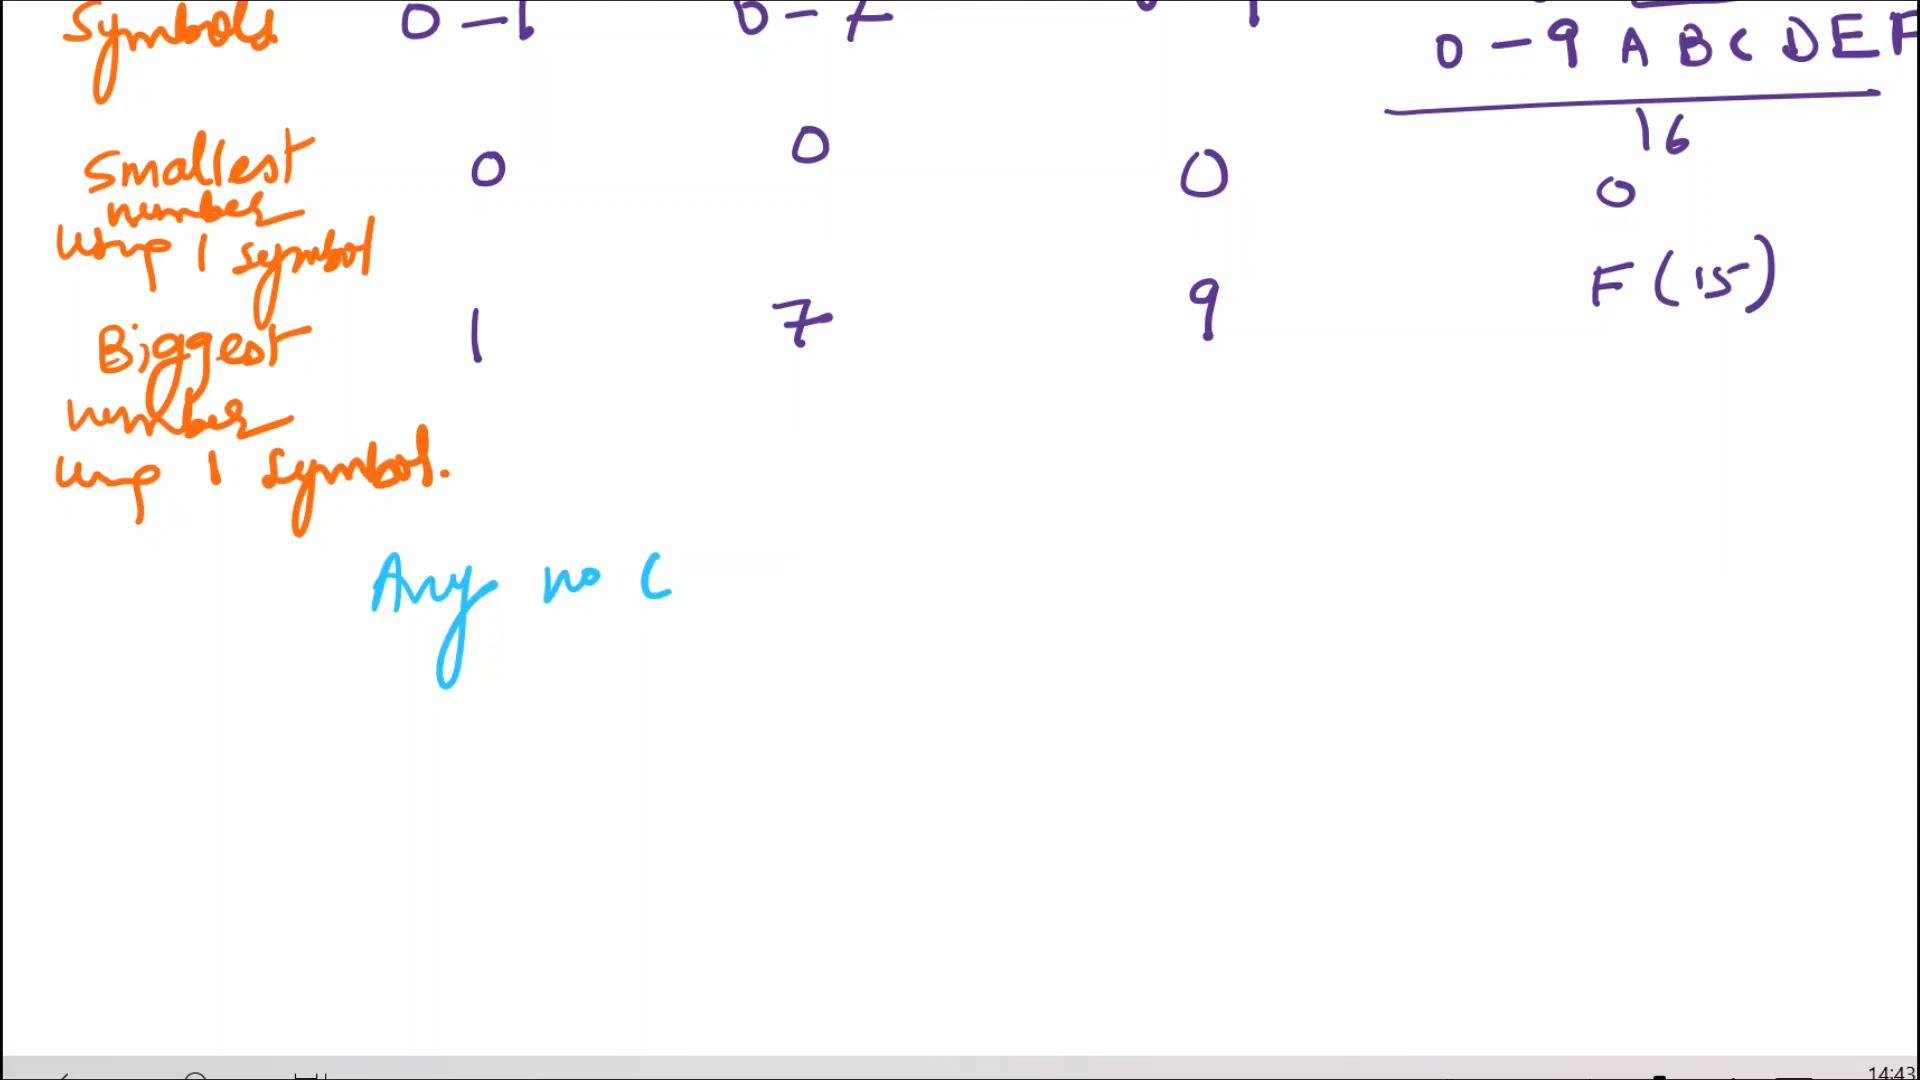 Symbols 0 – 1 0 – 7
0 – 9 A B C D E F
16
Smallest 0 0 0 0
number
Using 1 symbol
F (15)
Biggest 1 7 9
number
Using 1 symbol.
Any no C
14:43